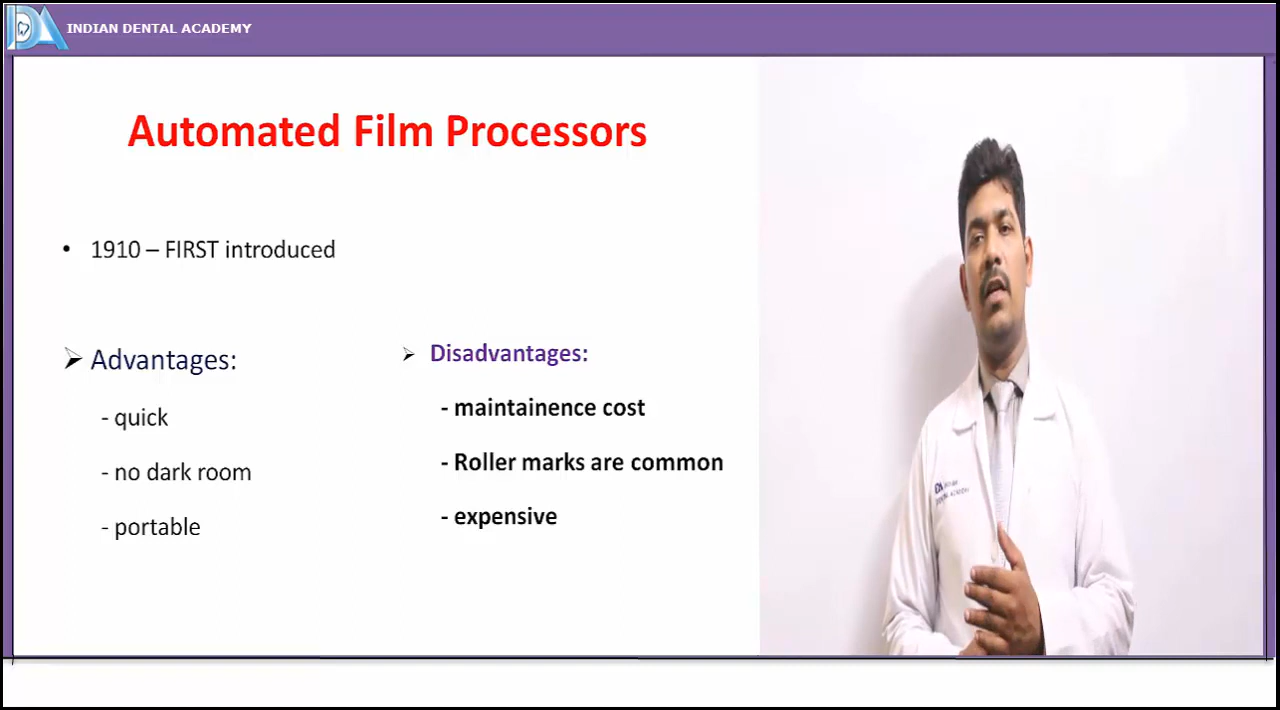 INDIAN DENTAL ACADEMY
Automated Film Processors
• 1910 – FIRST introduced
➢ Advantages:
- quick
- no dark room
- portable
➢ Disadvantages:
- maintainence cost
- Roller marks are common
- expensive